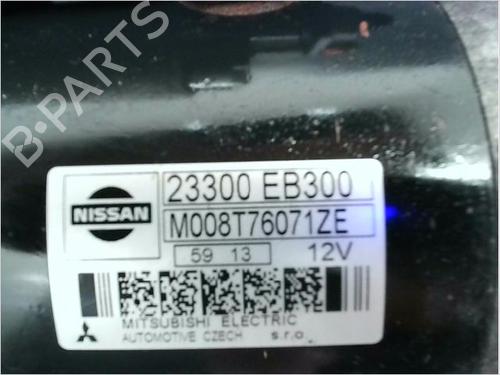 B-PARTS
NISSAN
23300 EB300
M008T76071ZE
59 13 12V
MITSUBISHI ELECTRIC
AUTOMOTIVE CZECH s.r.o.